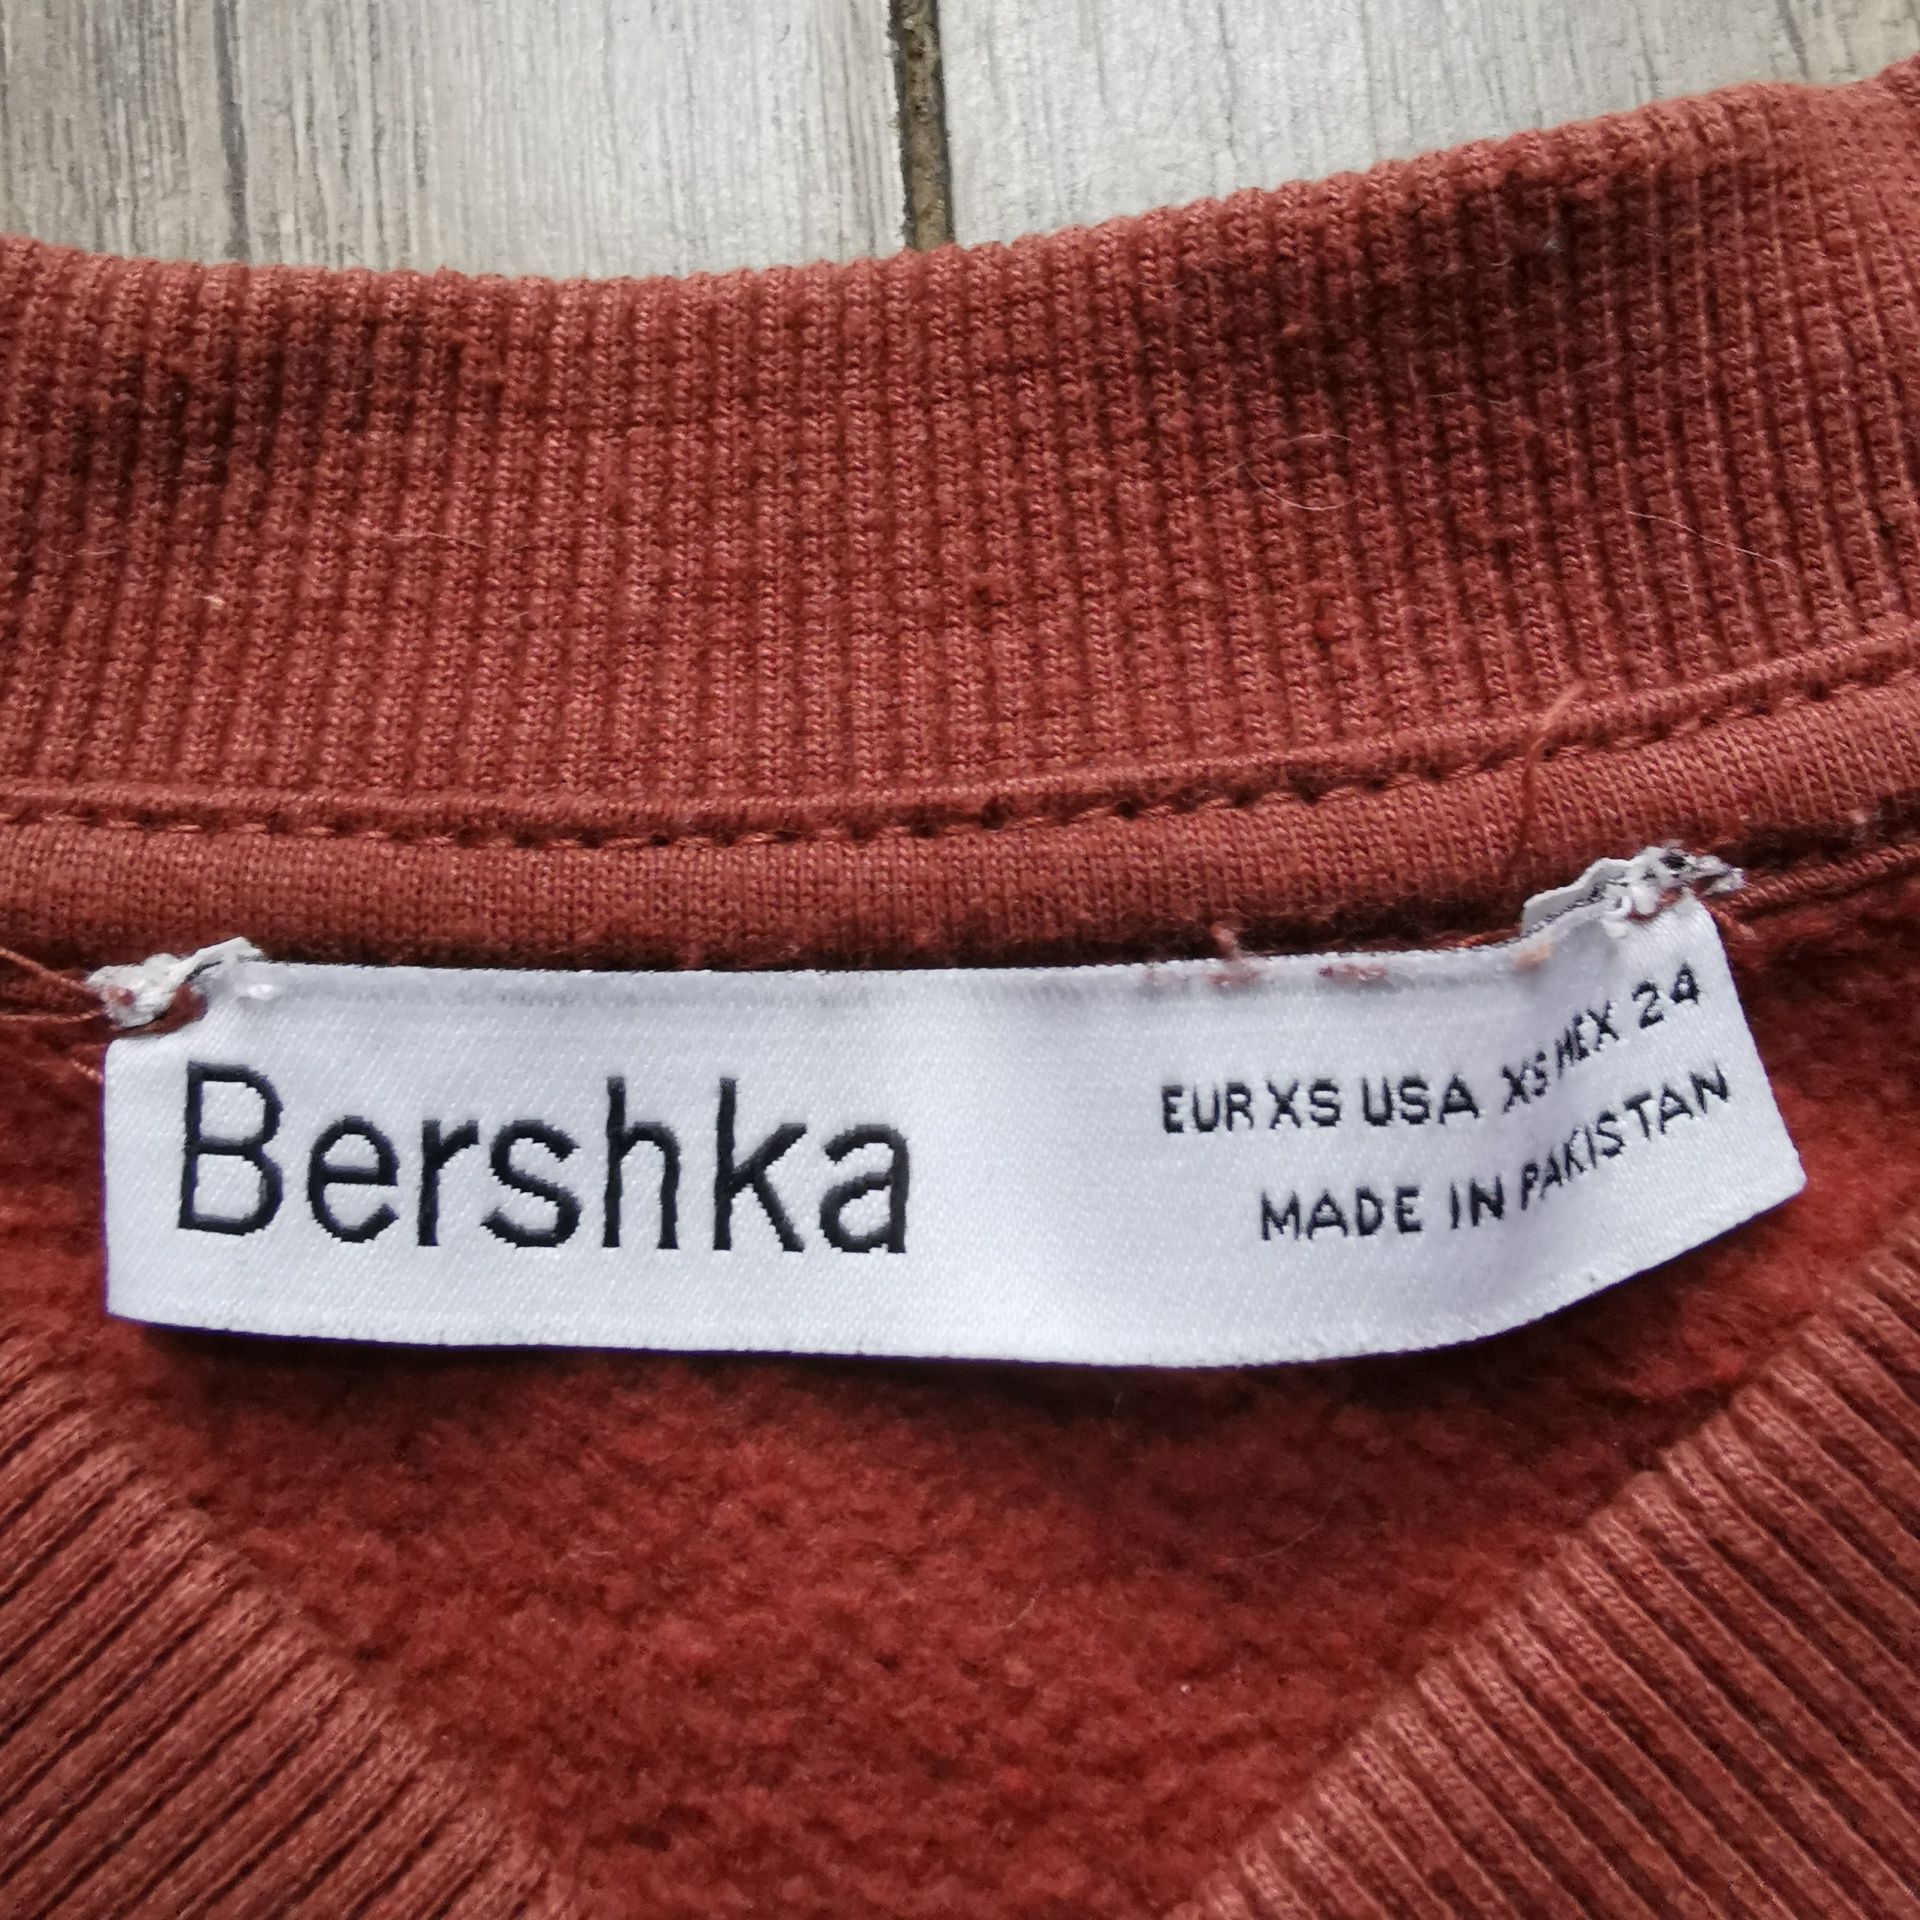 Bershka
EUR XS USA XS MEX 24
MADE IN PAKISTAN